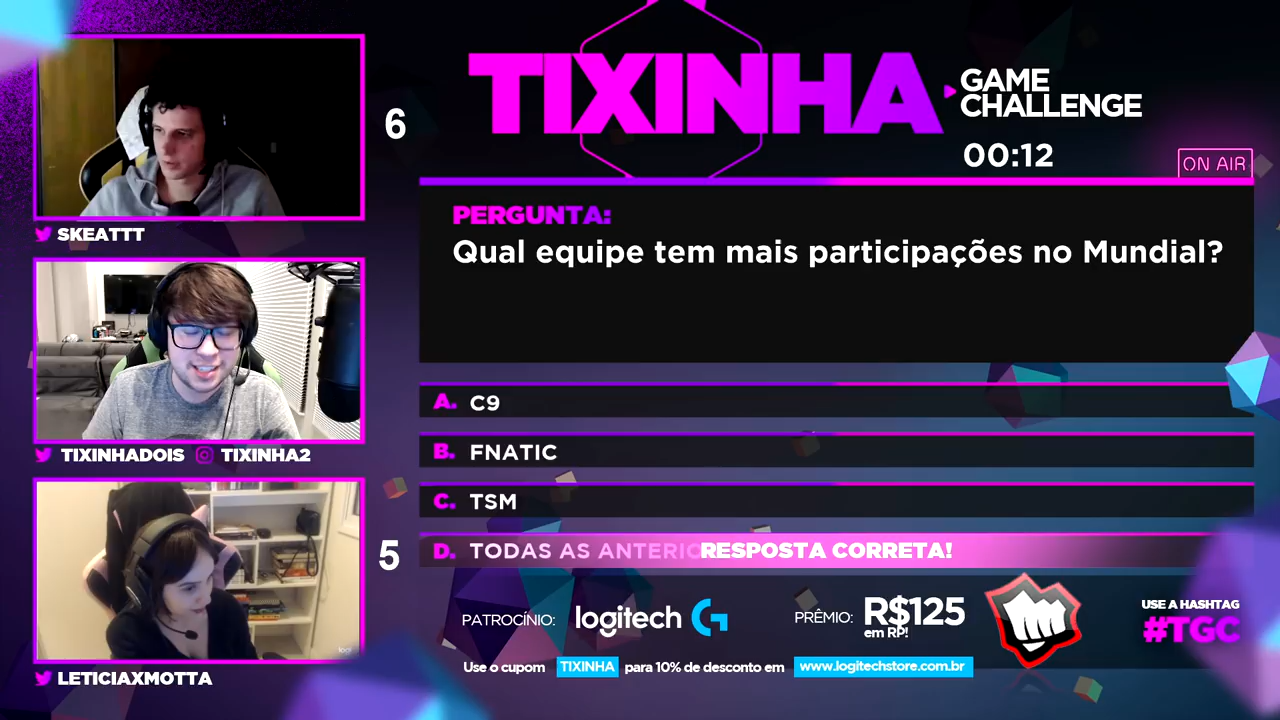 6
SKEATTT
TIXINHADOIS TIXINHA2
5
LETICIAXMOTTA
TIXINHA
GAME
CHALLENGE
00:12
ON AIR
PERGUNTA:
Qual equipe tem mais participações no Mundial?
A. C9
B. FNATIC
C. TSM
D. TODAS AS ANTERIO RESPOSTA CORRETA!
PATROCÍNIO: logitech G
PRÊMIO: R$125
em RP!
USE A HASHTAG
#TGC
Use o cupom TIXINHA para 10% de desconto em www.logitechstore.com.br